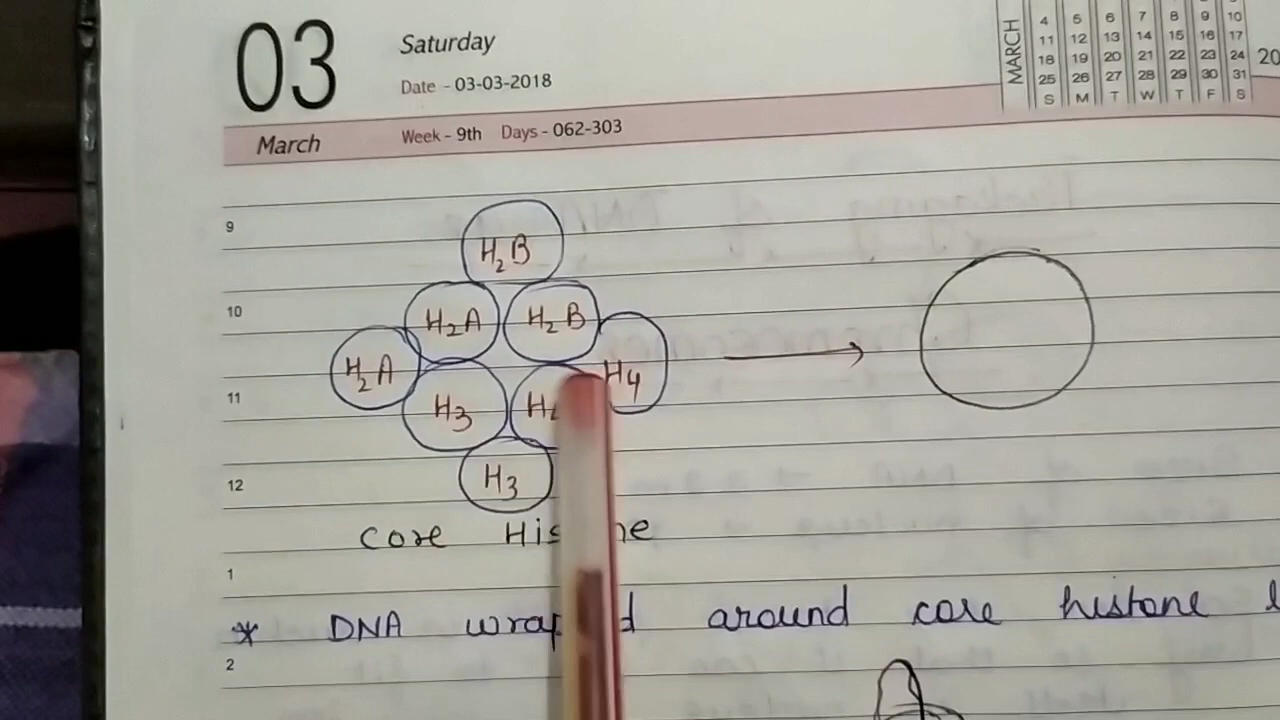 03
Saturday
Date - 03-03-2018
March
Week - 9th Days - 062-303
MARCH
4 5 6 7 8 9 10
11 12 13 14 15 16 17
18 19 20 21 22 23 24
25 26 27 28 29 30 31
S M T W T F S
20
9
H2B
10
H2A H2B
H2A H4
11
H3
12
H3
core
1
* DNA around core histone
2